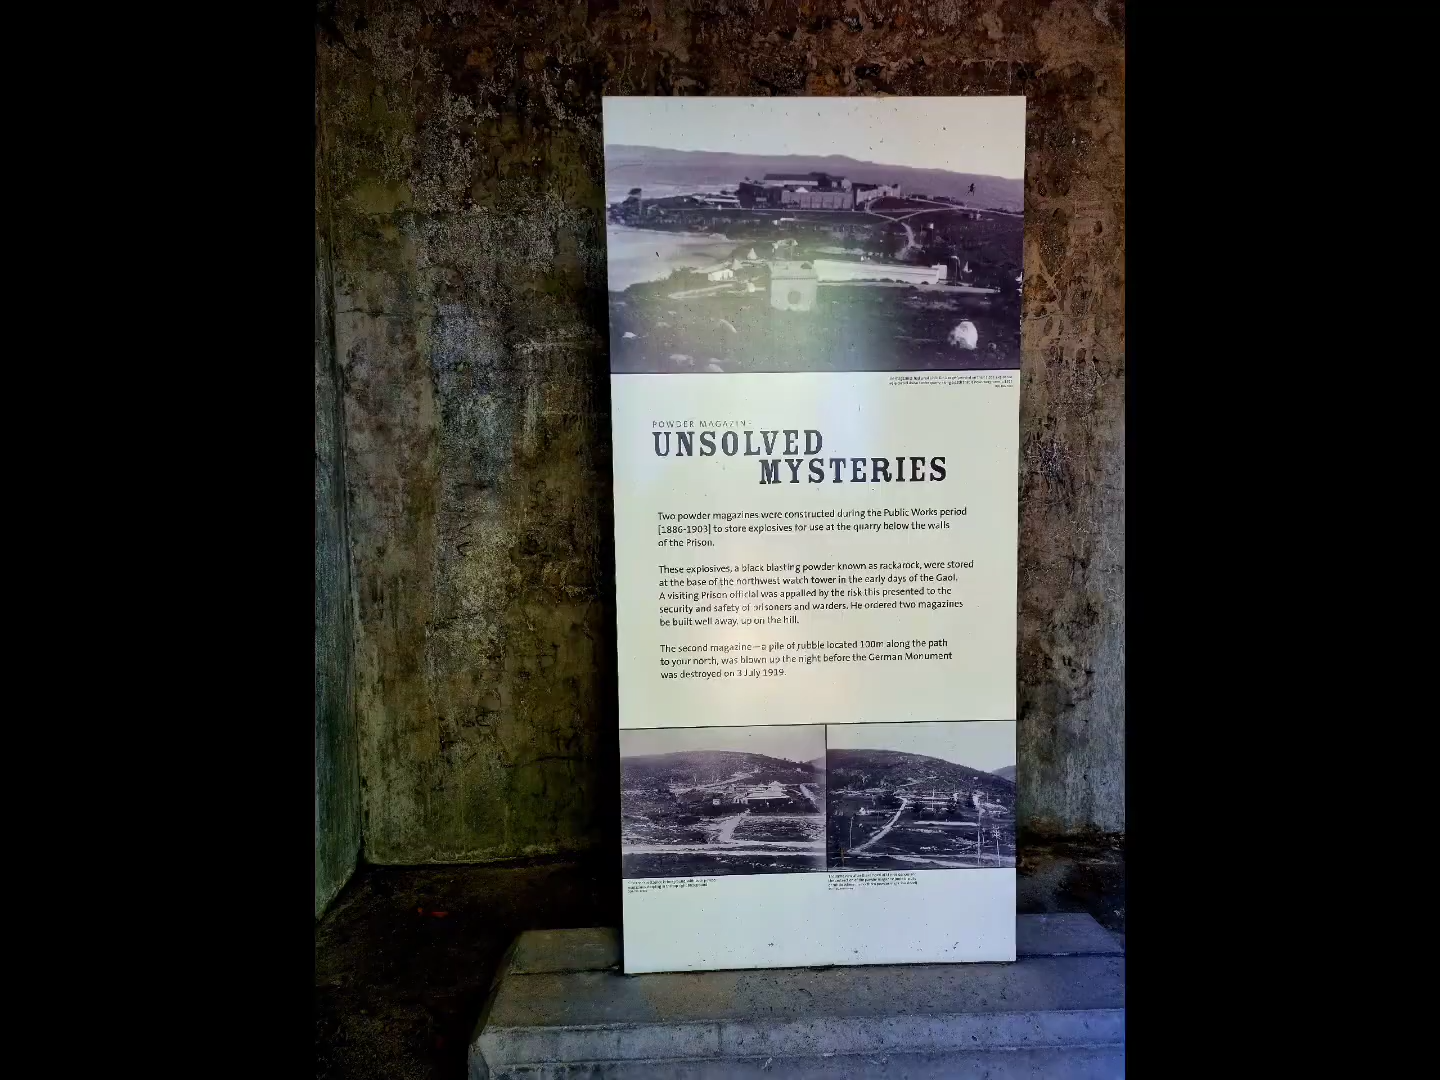 POWDER MAGAZINE
UNSOLVED
MYSTERIES
Two powder magazines were constructed during the Public Works period
[1886-1903] to store explosives for use at the quarry below the walls
of the Prison.
These explosives, a black blasting powder known as rackarock, were stored
at the base of the northwest watch tower in the early days of the Gaol.
A visiting Prison official was appalled by the risk this presented to the
security and safety of prisoners and warders. He ordered two magazines
be built well away, up on the hill.
The second magazine—a pile of rubble located 100m along the path
to your north, was blown up the night before the German Monument
was destroyed on 3 July 1919.